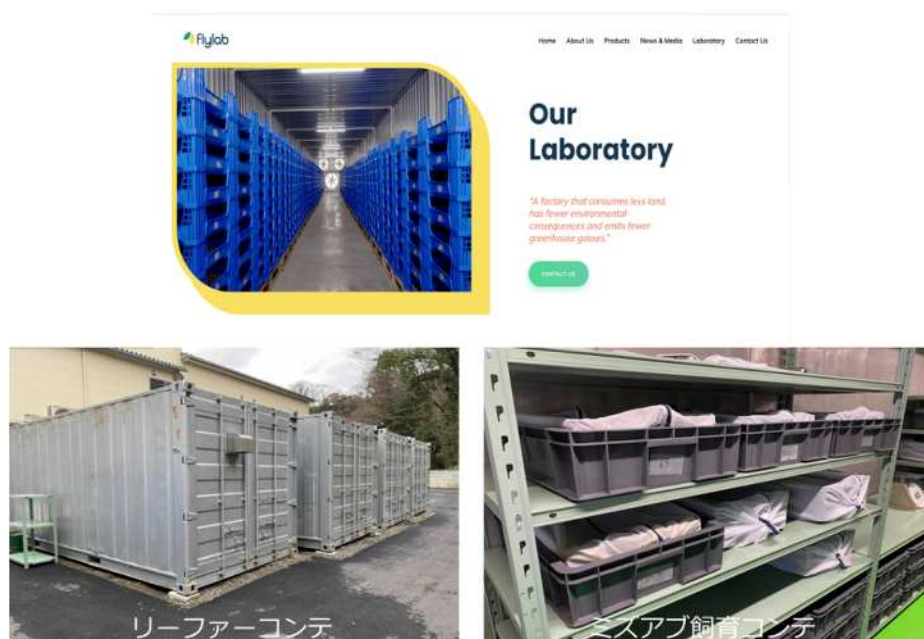 flylab
Home About Us Products News & Media Laboratory Contact Us
Our
Laboratory
"A factory that consumes less land,
has fewer environmental
consequences and emits fewer
greenhouse gasses."
CONTACT US
リーファーコンテ
ミズアブ飼育コンテ